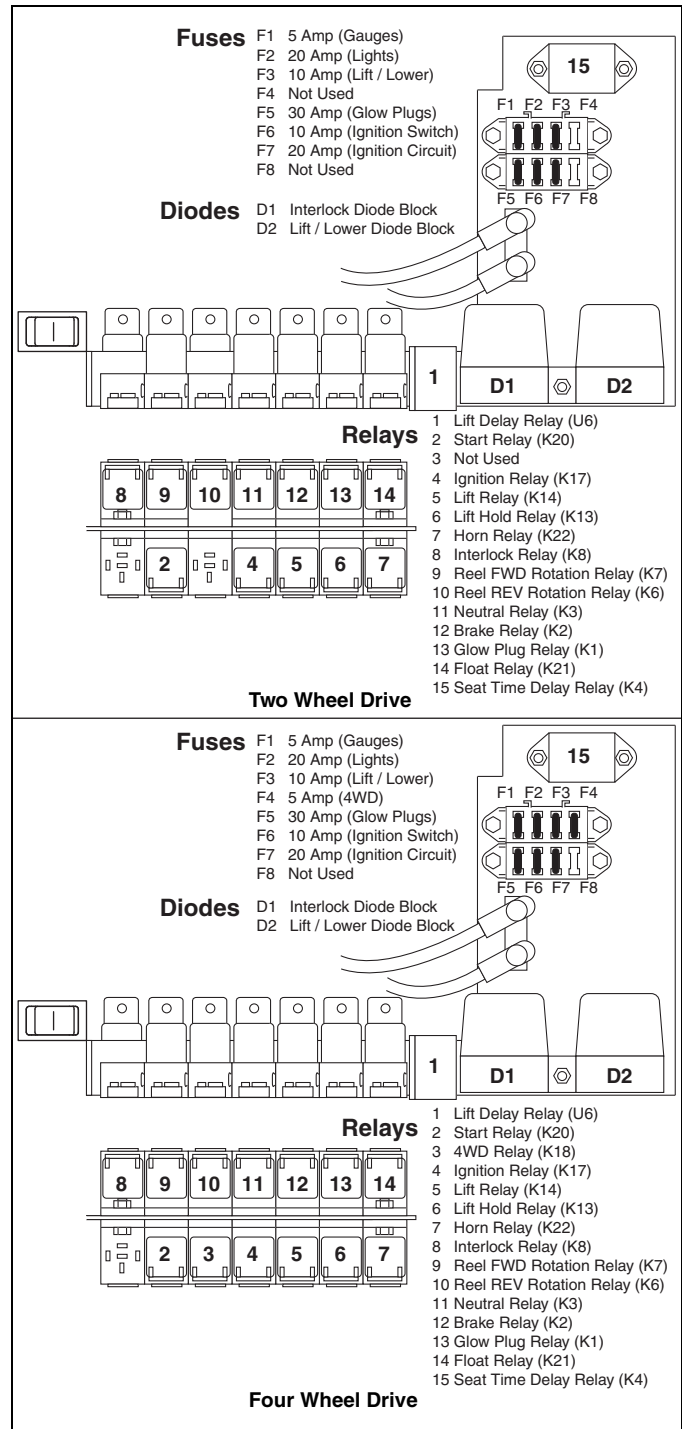 Fuses
F1 5 Amp (Gauges)
F2 20 Amp (Lights)
F3 10 Amp (Lift / Lower)
F4 Not Used
F5 30 Amp (Glow Plugs)
F6 10 Amp (Ignition Switch)
F7 20 Amp (Ignition Circuit)
F8 Not Used
15
F1 F2 F3 F4
F5 F6 F7 F8
Diodes
D1 Interlock Diode Block
D2 Lift / Lower Diode Block
1
D1 D2
Relays
1 Lift Delay Relay (U6)
2 Start Relay (K20)
3 Not Used
4 Ignition Relay (K17)
5 Lift Relay (K14)
6 Lift Hold Relay (K13)
7 Horn Relay (K22)
8 Interlock Relay (K8)
9 Reel FWD Rotation Relay (K7)
10 Reel REV Rotation Relay (K6)
11 Neutral Relay (K3)
12 Brake Relay (K2)
13 Glow Plug Relay (K1)
14 Float Relay (K21)
15 Seat Time Delay Relay (K4)
8 9 10 11 12 13 14
2 4 5 6 7
Two Wheel Drive
Fuses
F1 5 Amp (Gauges)
F2 20 Amp (Lights)
F3 10 Amp (Lift / Lower)
F4 5 Amp (4WD)
F5 30 Amp (Glow Plugs)
F6 10 Amp (Ignition Switch)
F7 20 Amp (Ignition Circuit)
F8 Not Used
15
F1 F2 F3 F4
F5 F6 F7 F8
Diodes
D1 Interlock Diode Block
D2 Lift / Lower Diode Block
1
D1 D2
Relays
1 Lift Delay Relay (U6)
2 Start Relay (K20)
3 4WD Relay (K18)
4 Ignition Relay (K17)
5 Lift Relay (K14)
6 Lift Hold Relay (K13)
7 Horn Relay (K22)
8 Interlock Relay (K8)
9 Reel FWD Rotation Relay (K7)
10 Reel REV Rotation Relay (K6)
11 Neutral Relay (K3)
12 Brake Relay (K2)
13 Glow Plug Relay (K1)
14 Float Relay (K21)
15 Seat Time Delay Relay (K4)
8 9 10 11 12 13 14
2 3 4 5 6 7
Four Wheel Drive